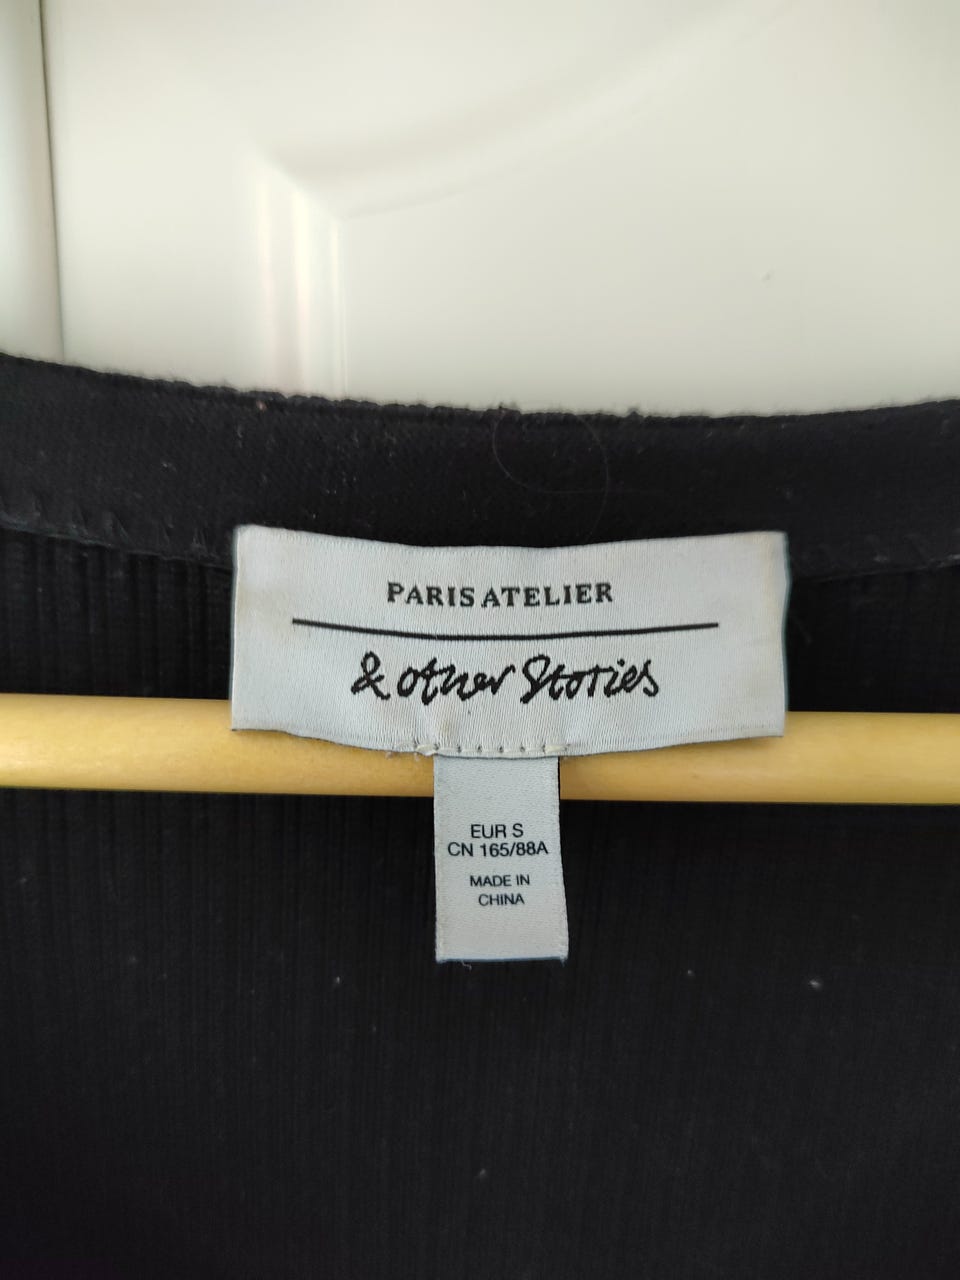 PARIS ATELIER
& other Stories
EUR S
CN 165/88A
MADE IN
CHINA